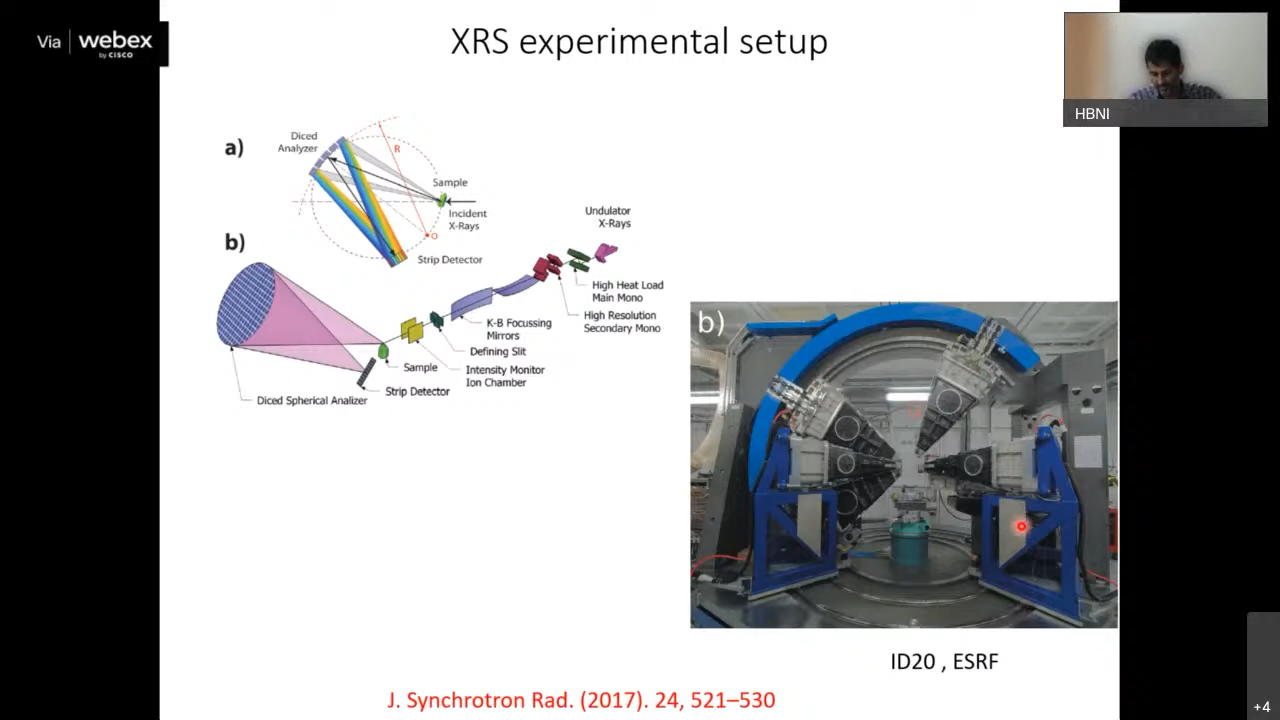 Via webex
by CISCO
XRS experimental setup
HBNI
a)
Diced
Analyzer
R
Sample
Incident
X-Rays
O
Strip Detector
b)
Undulator
X-Rays
High Heat Load
Main Mono
High Resolution
Secondary Mono
K-B Focussing
Mirrors
Defining Slit
Intensity Monitor
Ion Chamber
Sample
Strip Detector
Diced Spherical Analizer
b)
ID20 , ESRF
J. Synchrotron Rad. (2017). 24, 521–530
+4